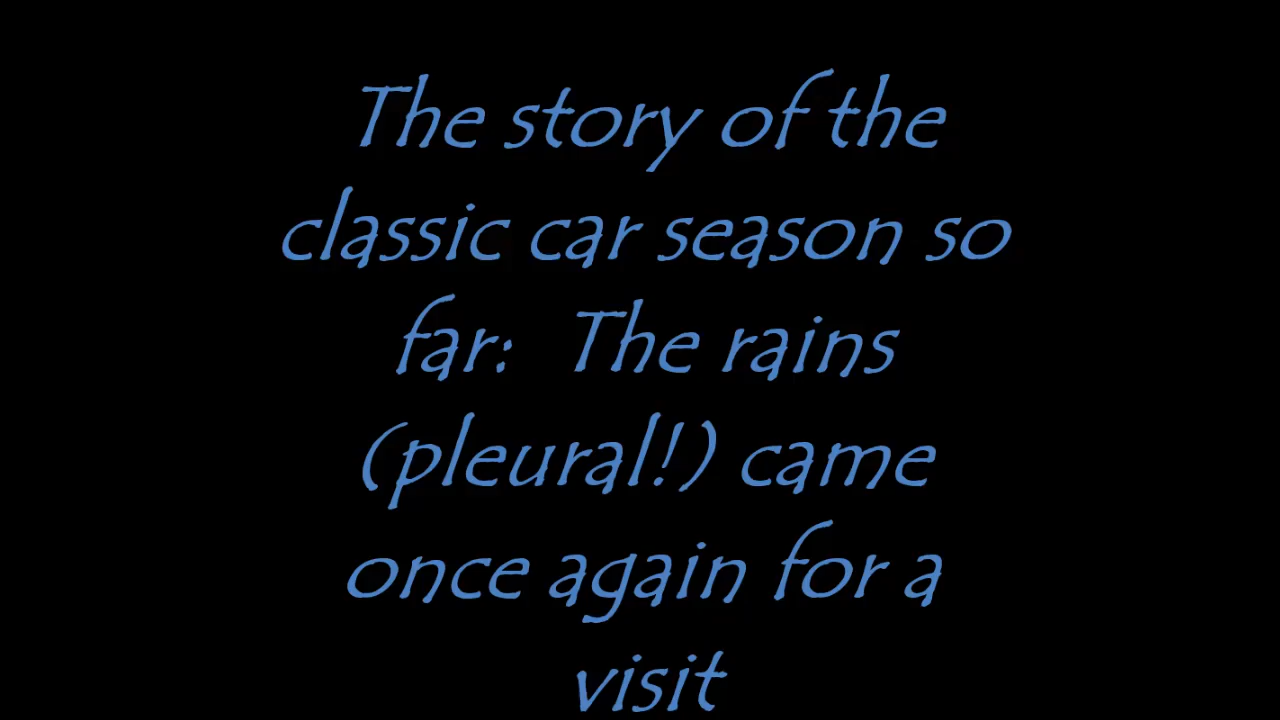 The story of the
classic car season so
far:  The rains
(pleural!) came
once again for a
visit